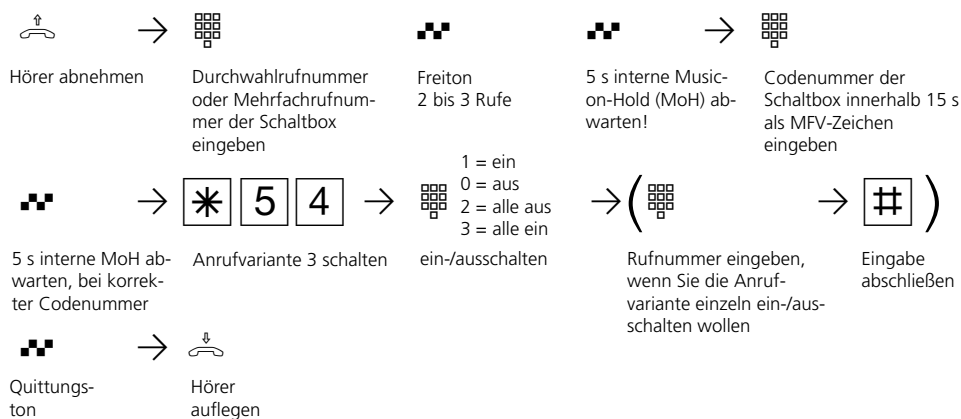 Hörer abnehmen
Durchwahlrufnummer
oder Mehrfachrufnum-
mer der Schaltbox
eingeben
Freiton
2 bis 3 Rufe
5 s interne Music-
on-Hold (MoH) ab-
warten!
Codenummer der
Schaltbox innerhalb 15 s
als MFV-Zeichen
eingeben
5 s interne MoH ab-
warten, bei korrek-
ter Codenummer
* 5 4
Anrufvariante 3 schalten
1 = ein
0 = aus
2 = alle aus
3 = alle ein
ein-/ausschalten
(
Rufnummer eingeben,
wenn Sie die Anruf-
variante einzeln ein-/aus-
schalten wollen
# )
Eingabe
abschließen
Quittungs-
ton
Hörer
auflegen